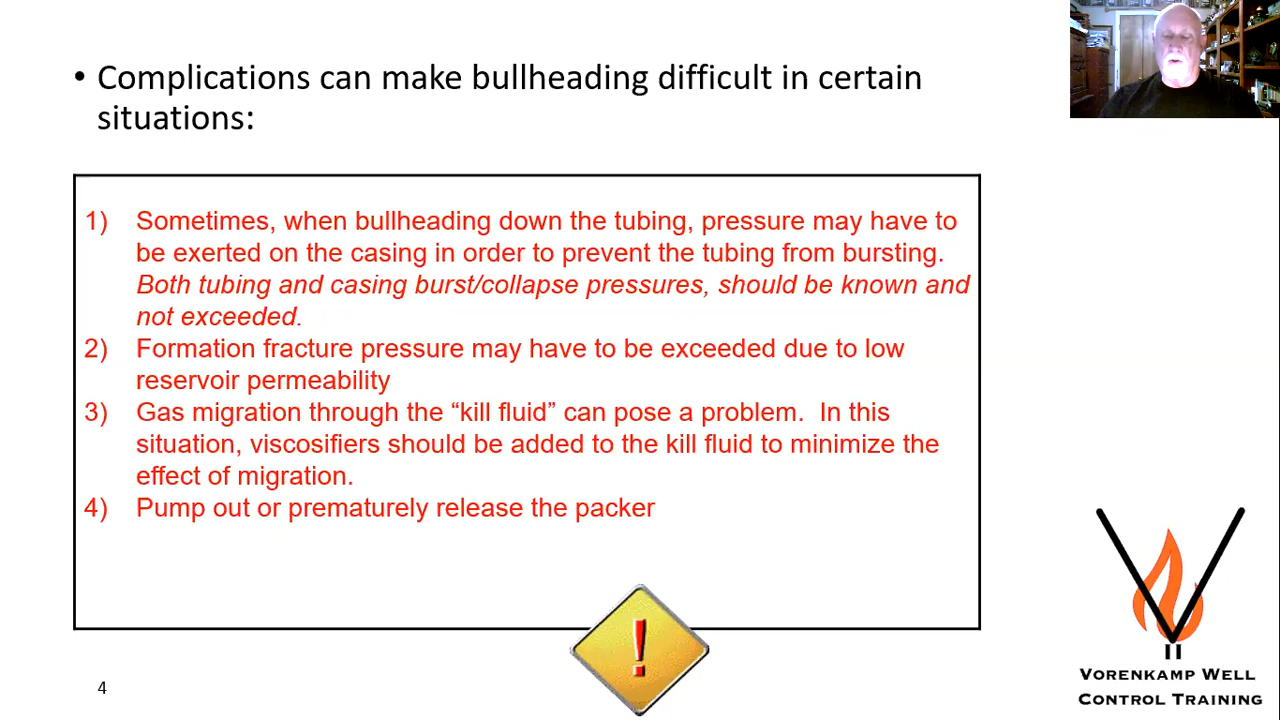 • Complications can make bullheading difficult in certain
situations:
1) Sometimes, when bullheading down the tubing, pressure may have to
be exerted on the casing in order to prevent the tubing from bursting.
Both tubing and casing burst/collapse pressures, should be known and
not exceeded.
2) Formation fracture pressure may have to be exceeded due to low
reservoir permeability
3) Gas migration through the “kill fluid” can pose a problem.  In this
situation, viscosifiers should be added to the kill fluid to minimize the
effect of migration.
4) Pump out or prematurely release the packer
!
4
VORENKAMP WELL
CONTROL TRAINING